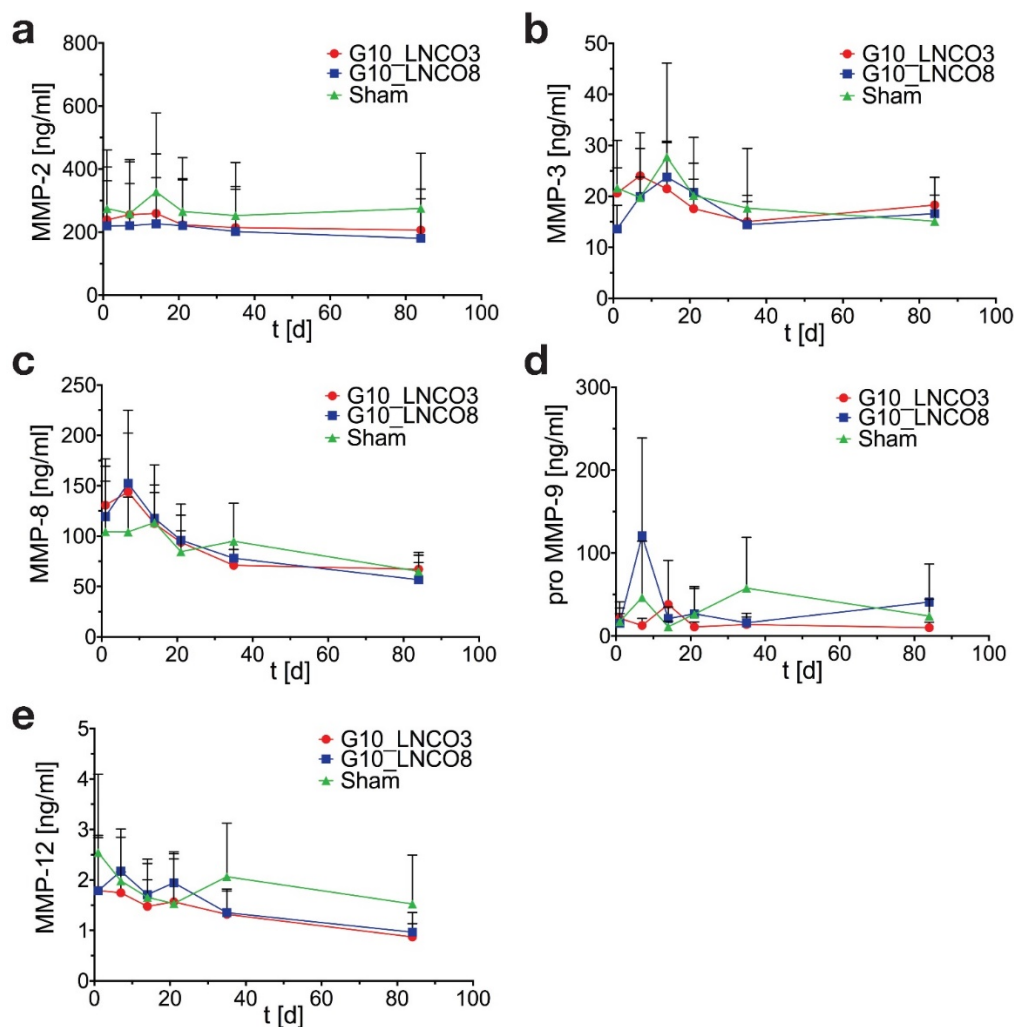 a
MMP-2 [ng/ml]
800
600
400
200
0
0 20 40 60 80 100
t [d]
G10_LNCO3
G10_LNCO8
Sham
b
MMP-3 [ng/ml]
50
40
30
20
10
0
0 20 40 60 80 100
t [d]
G10_LNCO3
G10_LNCO8
Sham
c
MMP-8 [ng/ml]
250
200
150
100
50
0
0 20 40 60 80 100
t [d]
G10_LNCO3
G10_LNCO8
Sham
d
pro MMP-9 [ng/ml]
300
200
100
0
0 20 40 60 80 100
t [d]
G10_LNCO3
G10_LNCO8
Sham
e
MMP-12 [ng/ml]
5
4
3
2
1
0
0 20 40 60 80 100
t [d]
G10_LNCO3
G10_LNCO8
Sham